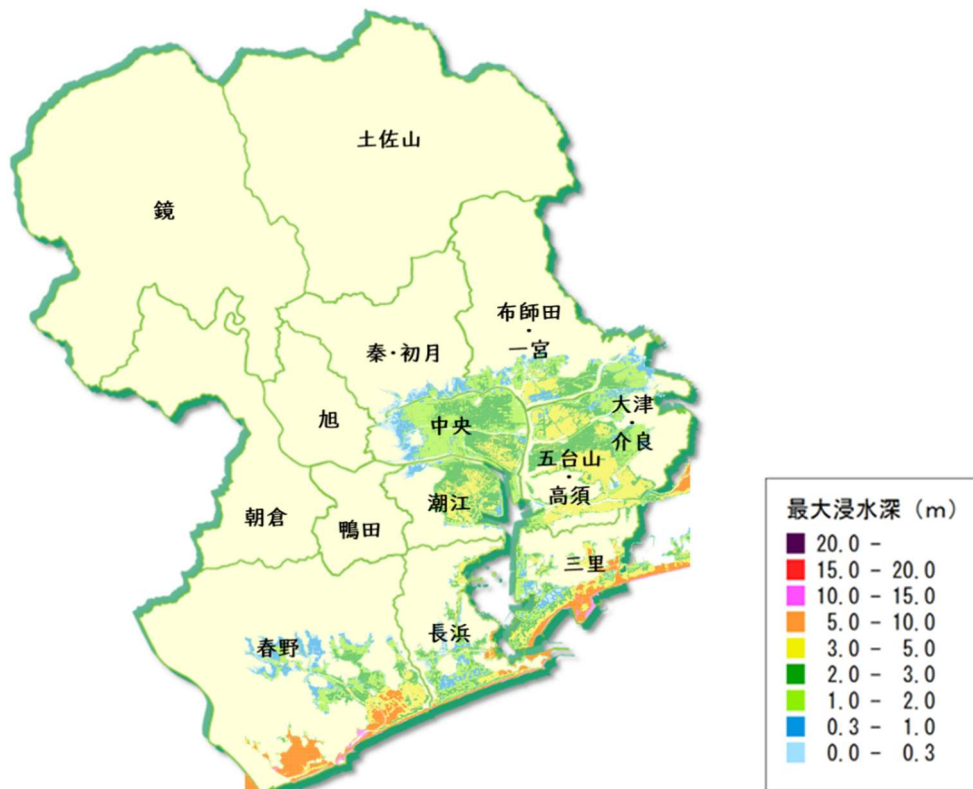 土佐山
鏡
布師田
・
一宮
秦・初月
大津
・
介良
旭
中央
五台山
・
高須
潮江
朝倉
鴨田
三里
長浜
春野
最大浸水深（m）
20.0 -
15.0 - 20.0
10.0 - 15.0
5.0 - 10.0
3.0 - 5.0
2.0 - 3.0
1.0 - 2.0
0.3 - 1.0
0.0 - 0.3